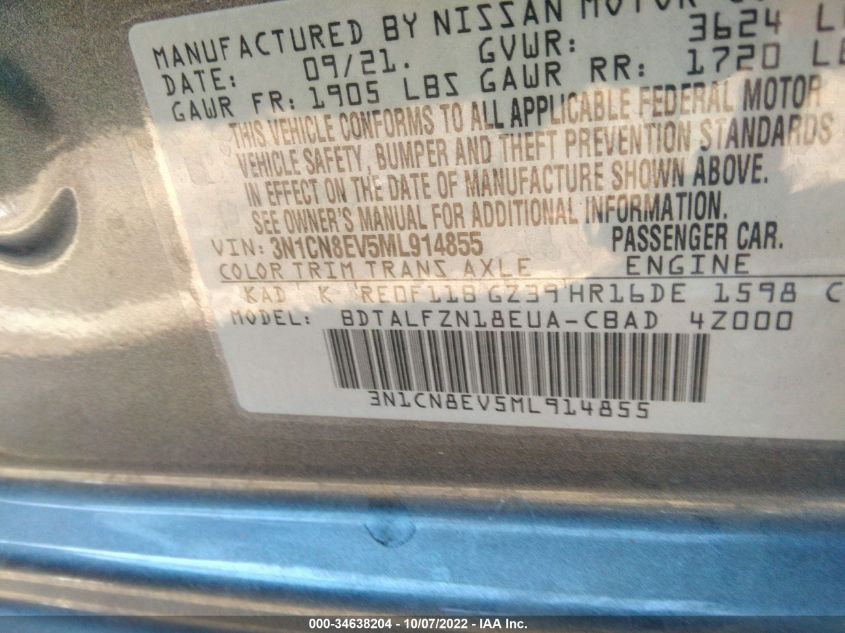 MANUFACTURED BY NISSAN MOTOR
DATE: 09/21. GVWR: 3624 L
GAWR FR: 1905 LBS GAWR RR: 1720 LB
THIS VEHICLE CONFORMS TO ALL APPLICABLE FEDERAL MOTOR
VEHICLE SAFETY, BUMPER AND THEFT PREVENTION STANDARDS
IN EFFECT ON THE DATE OF MANUFACTURE SHOWN ABOVE.
SEE OWNER'S MANUAL FOR ADDITIONAL INFORMATION.
VIN: 3N1CN8EV5ML914855 PASSENGER CAR.
COLOR TRIM TRANS AXLE ENGINE
KAD K REOF11B GZ39 HR16DE 1598 C
MODEL: BDTALFZN18EUA-CBAD 4Z000
3N1CN8EV5ML914855
000-34638204 - 10/07/2022 - IAA Inc.